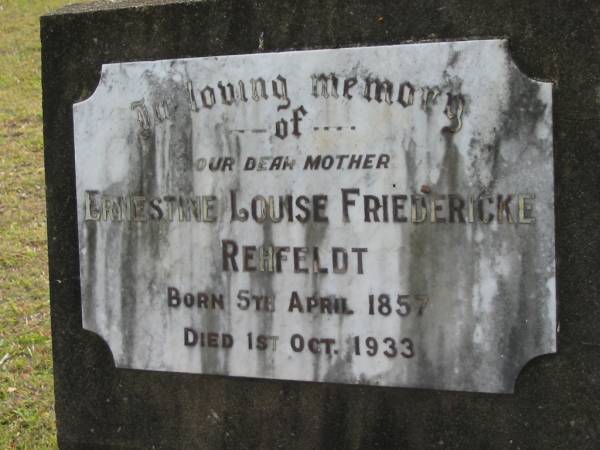 In loving memory
of
OUR DEAR MOTHER
ERNESTINE LOUISE FRIEDERICKE
REHFELDT
BORN 5TH APRIL 1857
DIED 1ST OCT. 1933